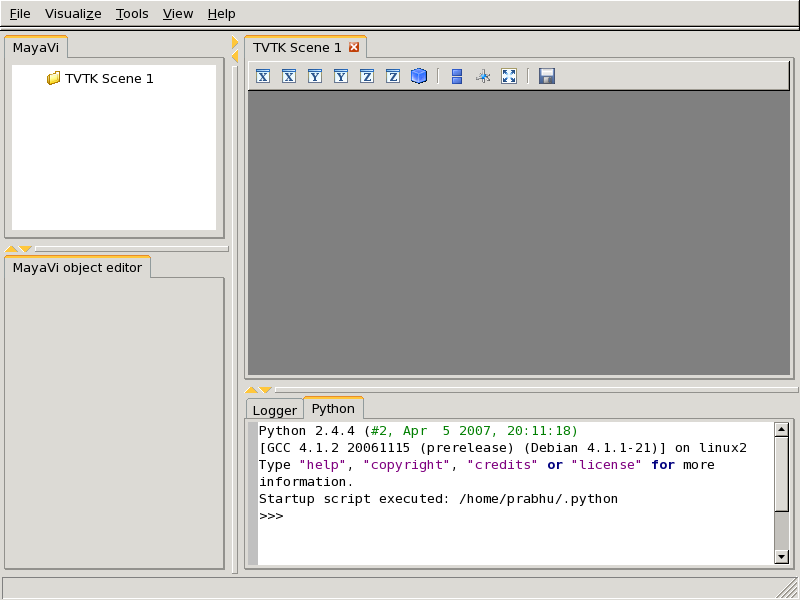 File Visualize Tools View Help
MayaVi
TVTK Scene 1
TVTK Scene 1
X X Y Y Z Z
MayaVi object editor
Logger Python
Python 2.4.4 (#2, Apr  5 2007, 20:11:18)
[GCC 4.1.2 20061115 (prerelease) (Debian 4.1.1-21)] on linux2
Type "help", "copyright", "credits" or "license" for more
information.
Startup script executed: /home/prabhu/.python
>>>